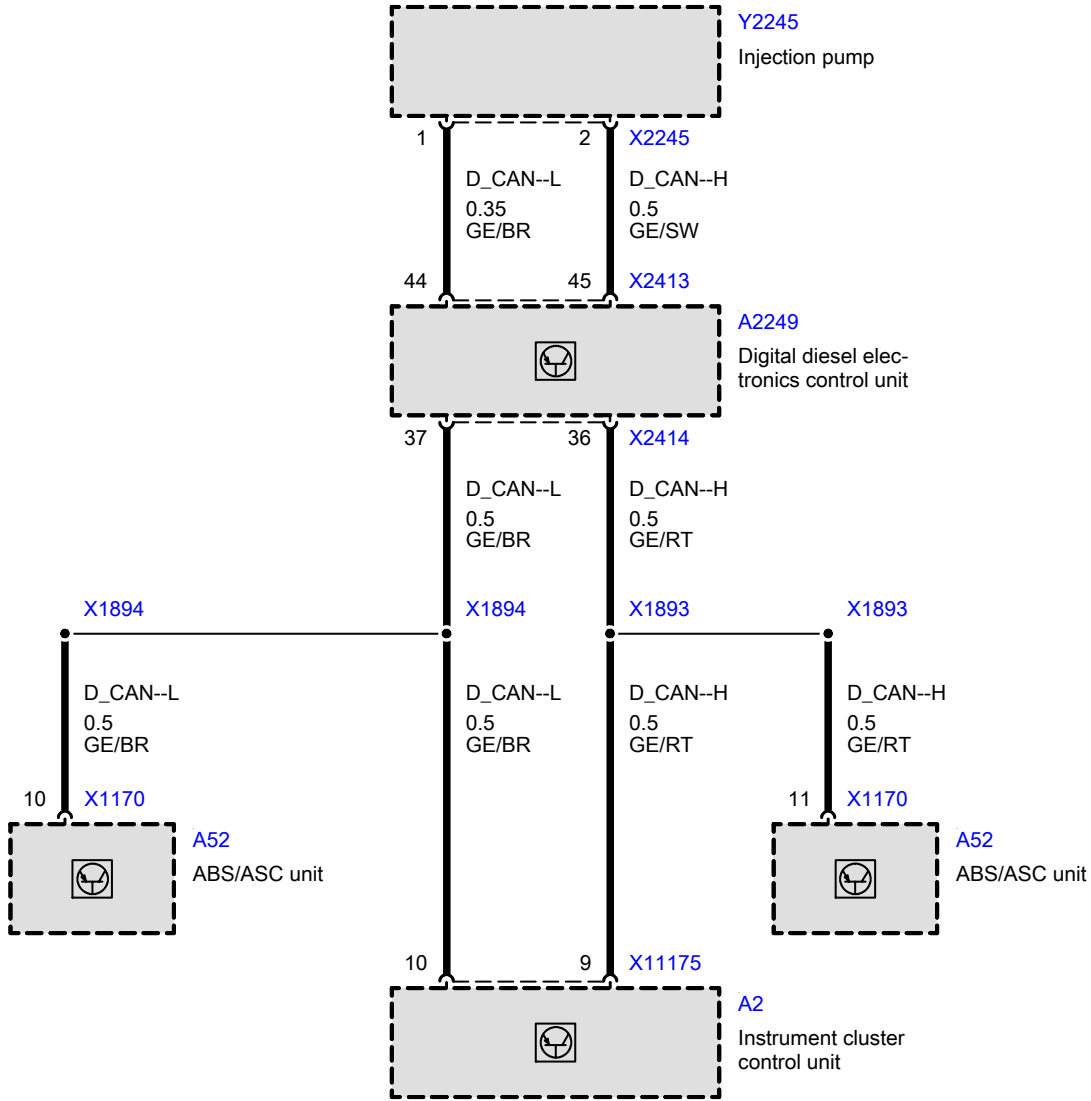 Y2245
Injection pump
1
2
X2245
D_CAN--L
0.35
GE/BR
D_CAN--H
0.5
GE/SW
44
45
X2413
A2249
Digital diesel elec-
tronics control unit
37
36
X2414
D_CAN--L
0.5
GE/BR
D_CAN--H
0.5
GE/RT
X1894
X1894
X1893
X1893
D_CAN--L
0.5
GE/BR
D_CAN--L
0.5
GE/BR
D_CAN--H
0.5
GE/RT
D_CAN--H
0.5
GE/RT
10
X1170
A52
ABS/ASC unit
11
X1170
A52
ABS/ASC unit
10
9
X11175
A2
Instrument cluster
control unit